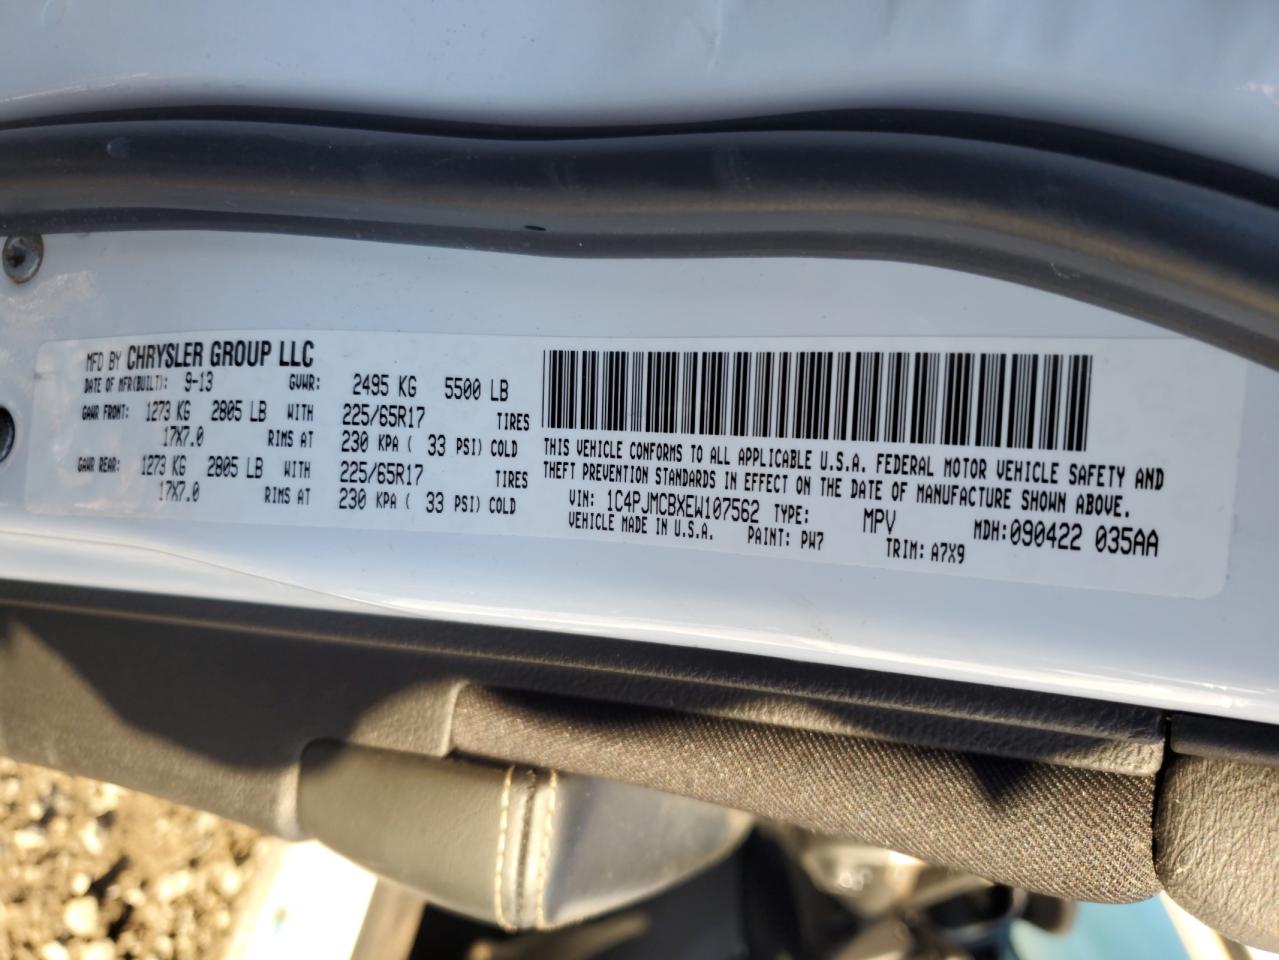 MFD BY CHRYSLER GROUP LLC
DATE OF MFR(BUILT): 9-13 GVWR: 2495 KG 5500 LB
GAWR FRONT: 1273 KG 2805 LB WITH 225/65R17 TIRES
17X7.0 RIMS AT 230 KPA ( 33 PSI) COLD
GAWR REAR: 1273 KG 2805 LB WITH 225/65R17 TIRES
17X7.0 RIMS AT 230 KPA ( 33 PSI) COLD
THIS VEHICLE CONFORMS TO ALL APPLICABLE U.S.A. FEDERAL MOTOR VEHICLE SAFETY AND
THEFT PREVENTION STANDARDS IN EFFECT ON THE DATE OF MANUFACTURE SHOWN ABOVE.
VIN: 1C4PJMCBXEW107562 TYPE: MPV MDH:090422 035AA
VEHICLE MADE IN U.S.A. PAINT: PW7 TRIM: A7X9